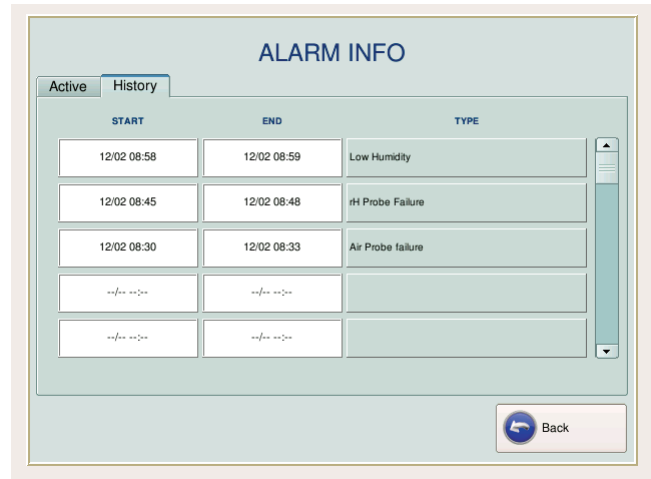 ALARM INFO
Active History
START END TYPE
12/02 08:58 12/02 08:59 Low Humidity
12/02 08:45 12/02 08:48 rH Probe Failure
12/02 08:30 12/02 08:33 Air Probe failure
--/-- --:-- --/-- --:--
--/-- --:-- --/-- --:--
Back